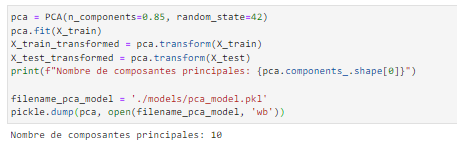 pca = PCA(n_components=0.85, random_state=42)
pca.fit(X_train)
X_train_transformed = pca.transform(X_train)
X_test_transformed = pca.transform(X_test)
print(f"Nombre de composantes principales: {pca.components_.shape[0]}")
filename_pca_model = './models/pca_model.pkl'
pickle.dump(pca, open(filename_pca_model, 'wb'))
Nombre de composantes principales: 10